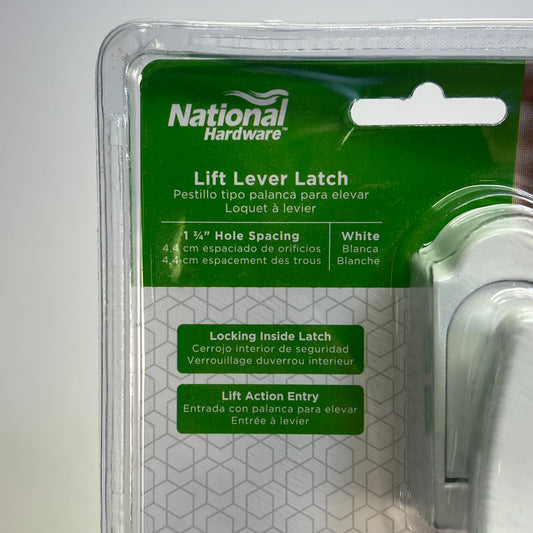 National
Hardware™
Lift Lever Latch
Pestillo tipo palanca para elevar
Loquet à levier
1 ¾" Hole Spacing
4,4 cm espaciado de orificios
4,4 cm espacement des trous
White
Blanca
Blanche
Locking Inside Latch
Cerrojo interior de seguridad
Verrouillage duverrou interieur
Lift Action Entry
Entrada con palanca para elevar
Entrée à levier